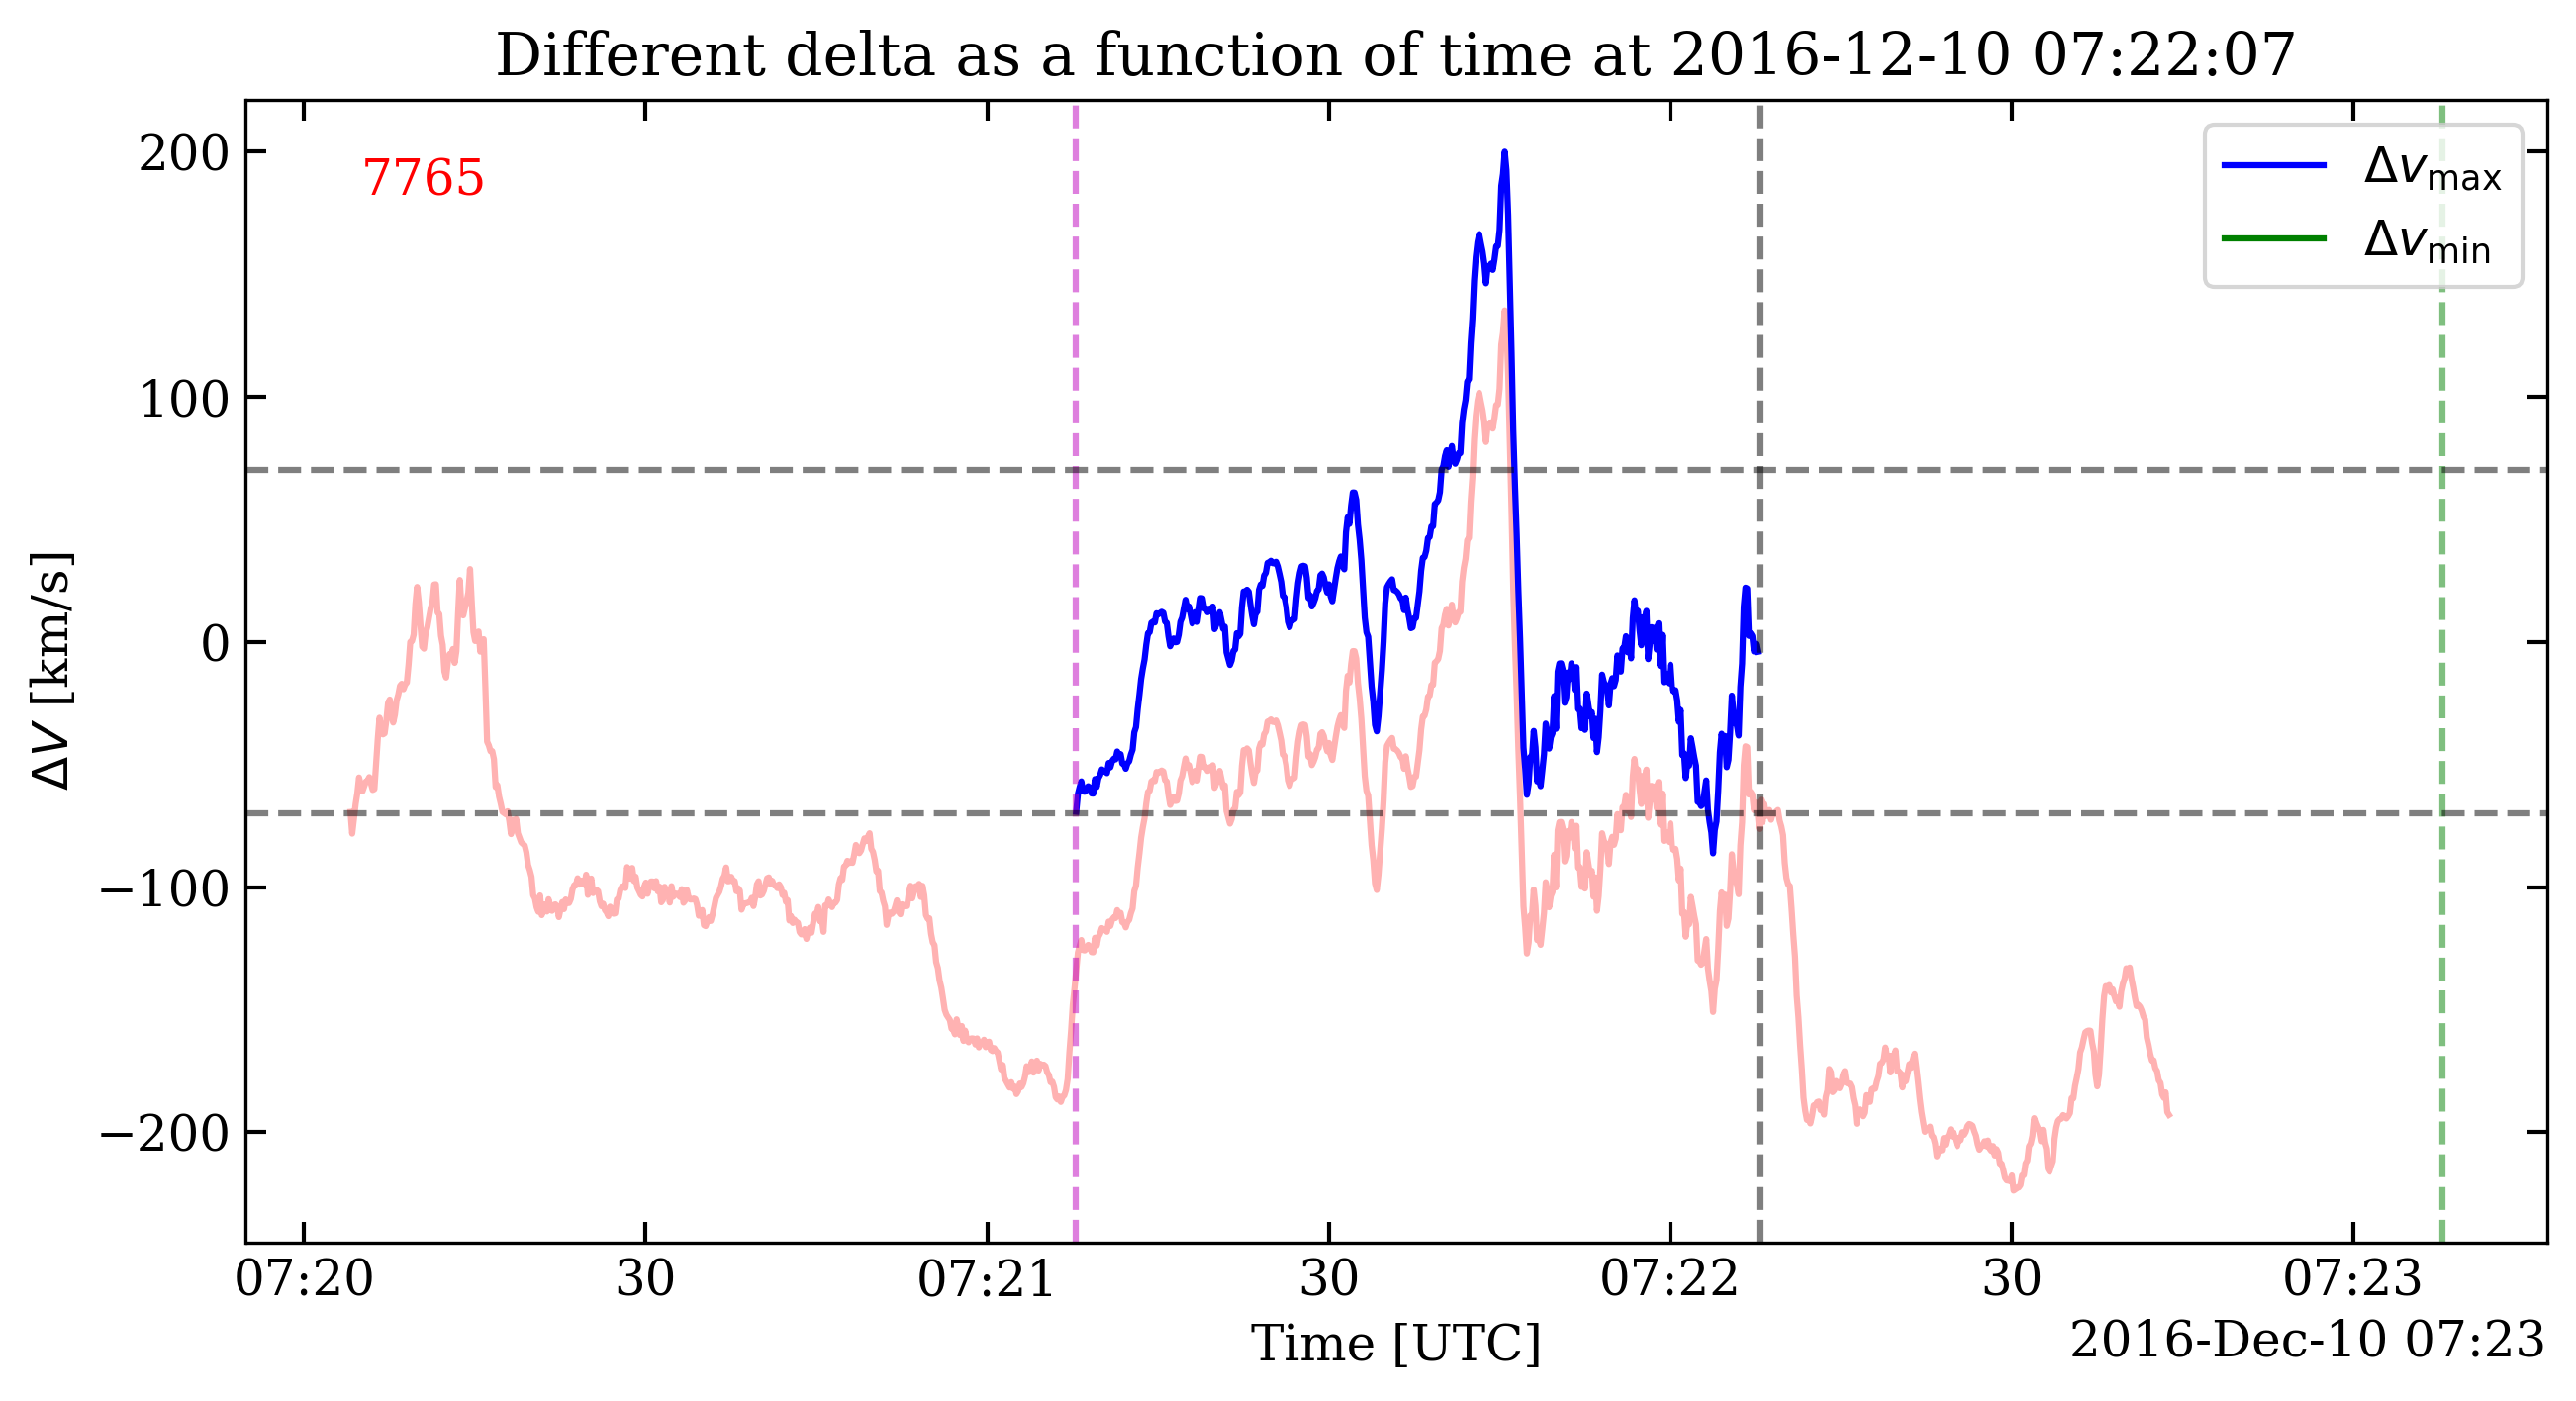 Different delta as a function of time at 2016-12-10 07:22:07
7765
Δv_max
Δv_min
ΔV [km/s]
200
100
0
−100
−200
07:20 30 07:21 30 07:22 30 07:23
Time [UTC]
2016-Dec-10 07:23